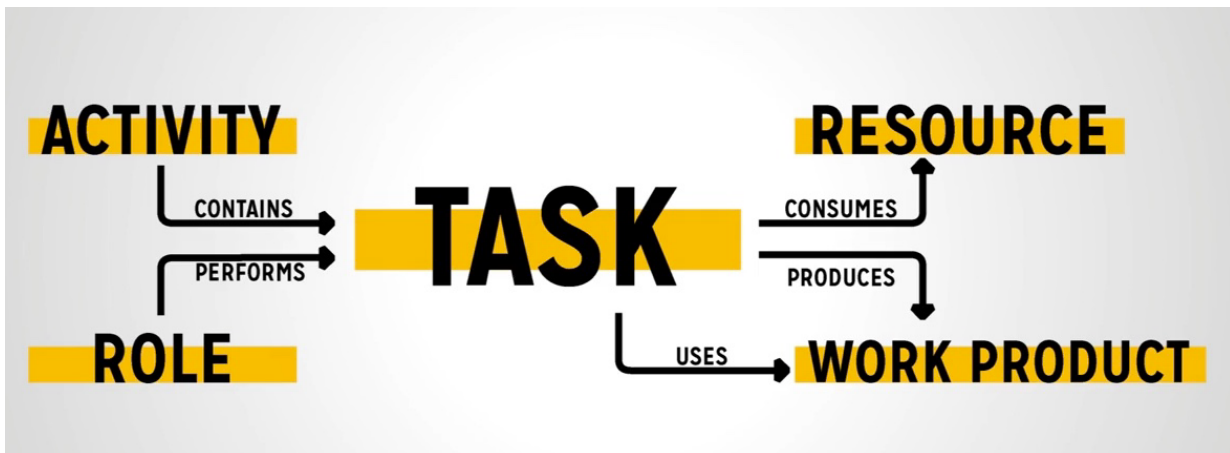 ACTIVITY
CONTAINS
PERFORMS
ROLE
TASK
USES
RESOURCE
CONSUMES
PRODUCES
WORK PRODUCT